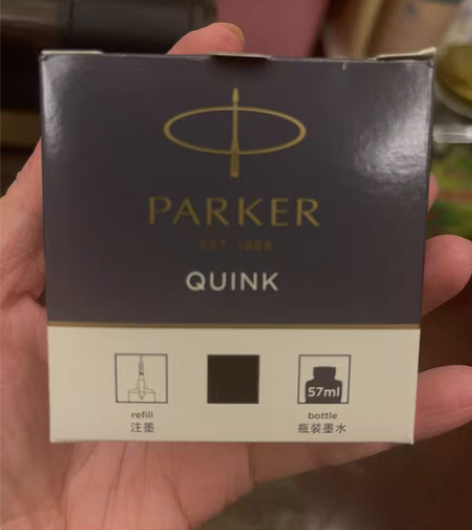 PARKER
EST. 1888
QUINK
57ml
refill
bottle
注墨
瓶装墨水